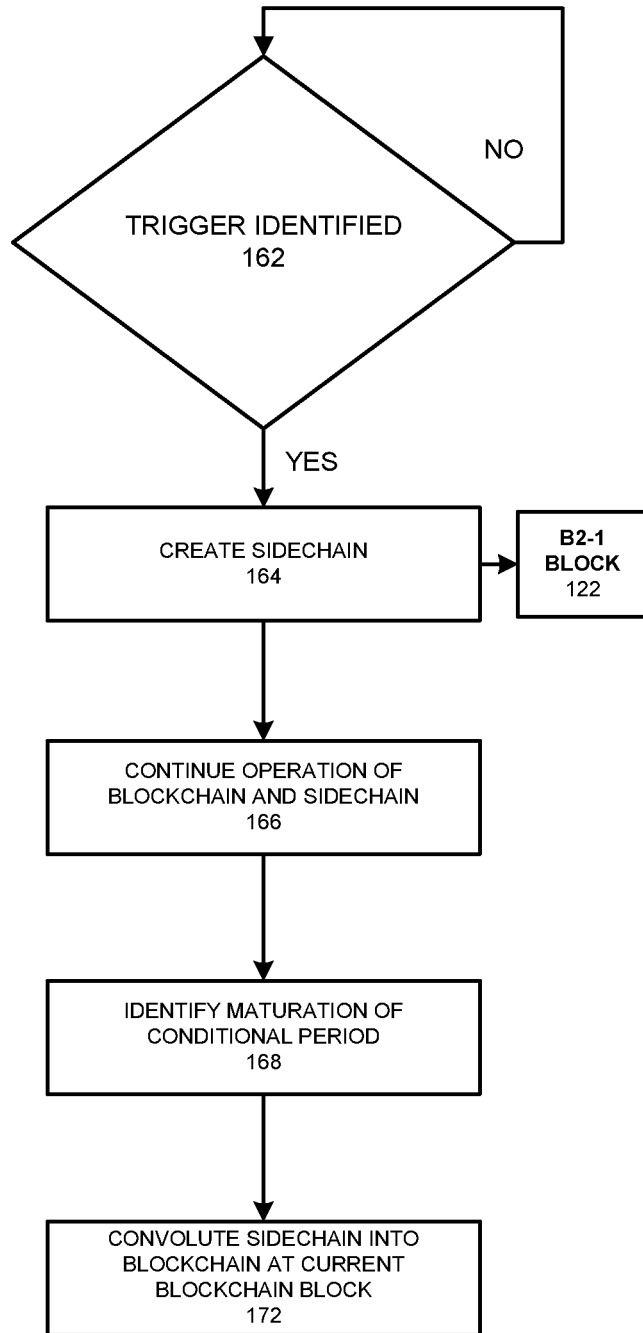 NO
TRIGGER IDENTIFIED
162
YES
CREATE SIDECHAIN
164
B2-1
BLOCK
122
CONTINUE OPERATION OF
BLOCKCHAIN AND SIDECHAIN
166
IDENTIFY MATURATION OF
CONDITIONAL PERIOD
168
CONVOLUTE SIDECHAIN INTO
BLOCKCHAIN AT CURRENT
BLOCKCHAIN BLOCK
172